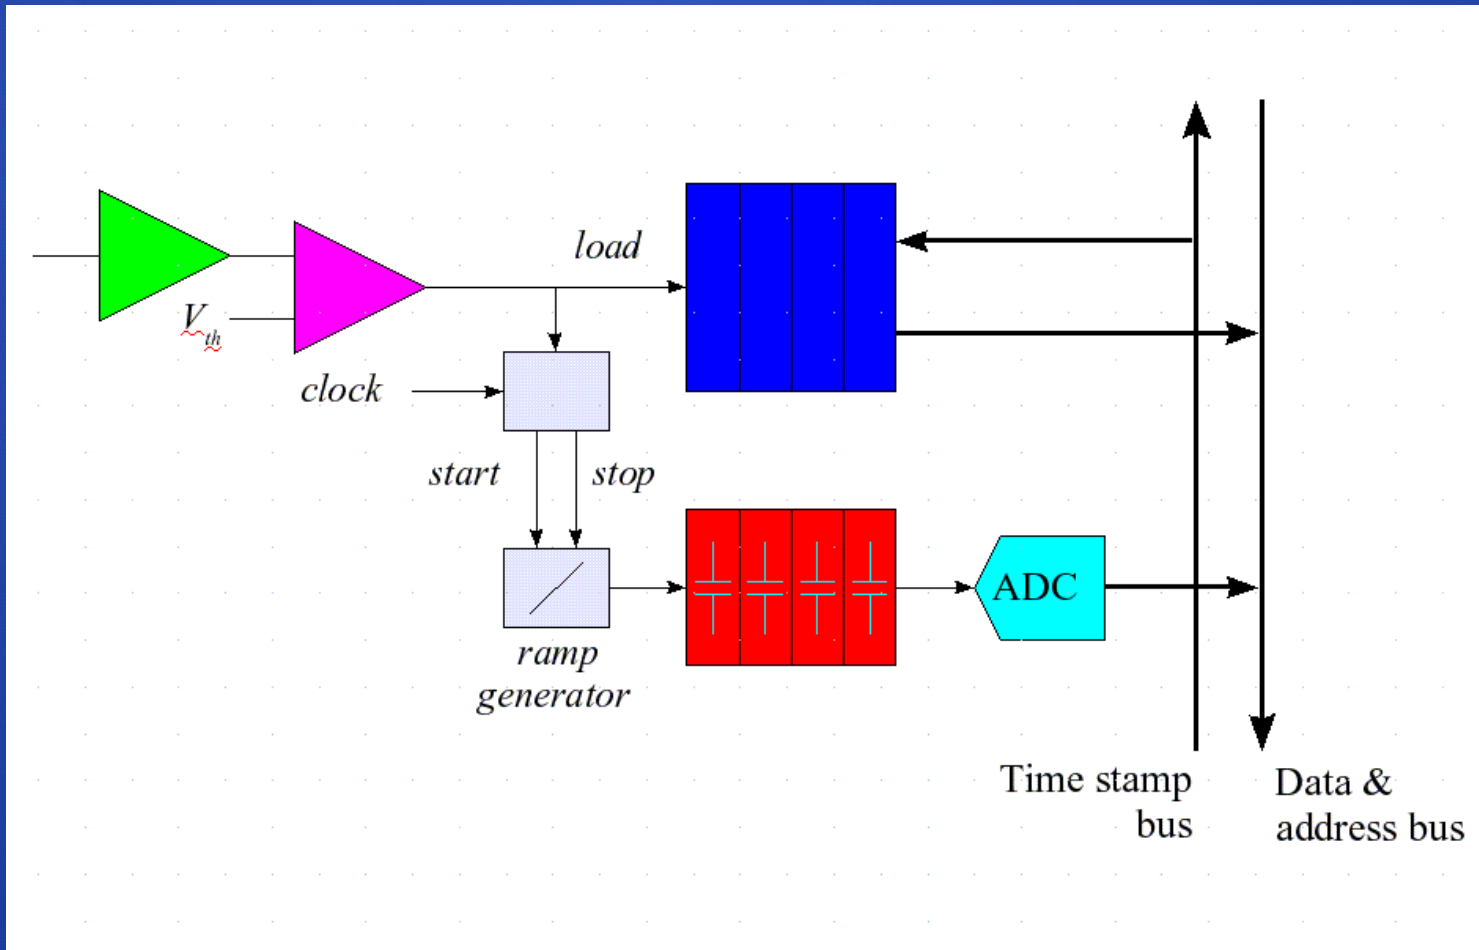 load
V th
clock
start
stop
ADC
ramp
generator
Time stamp
bus
Data &
address bus